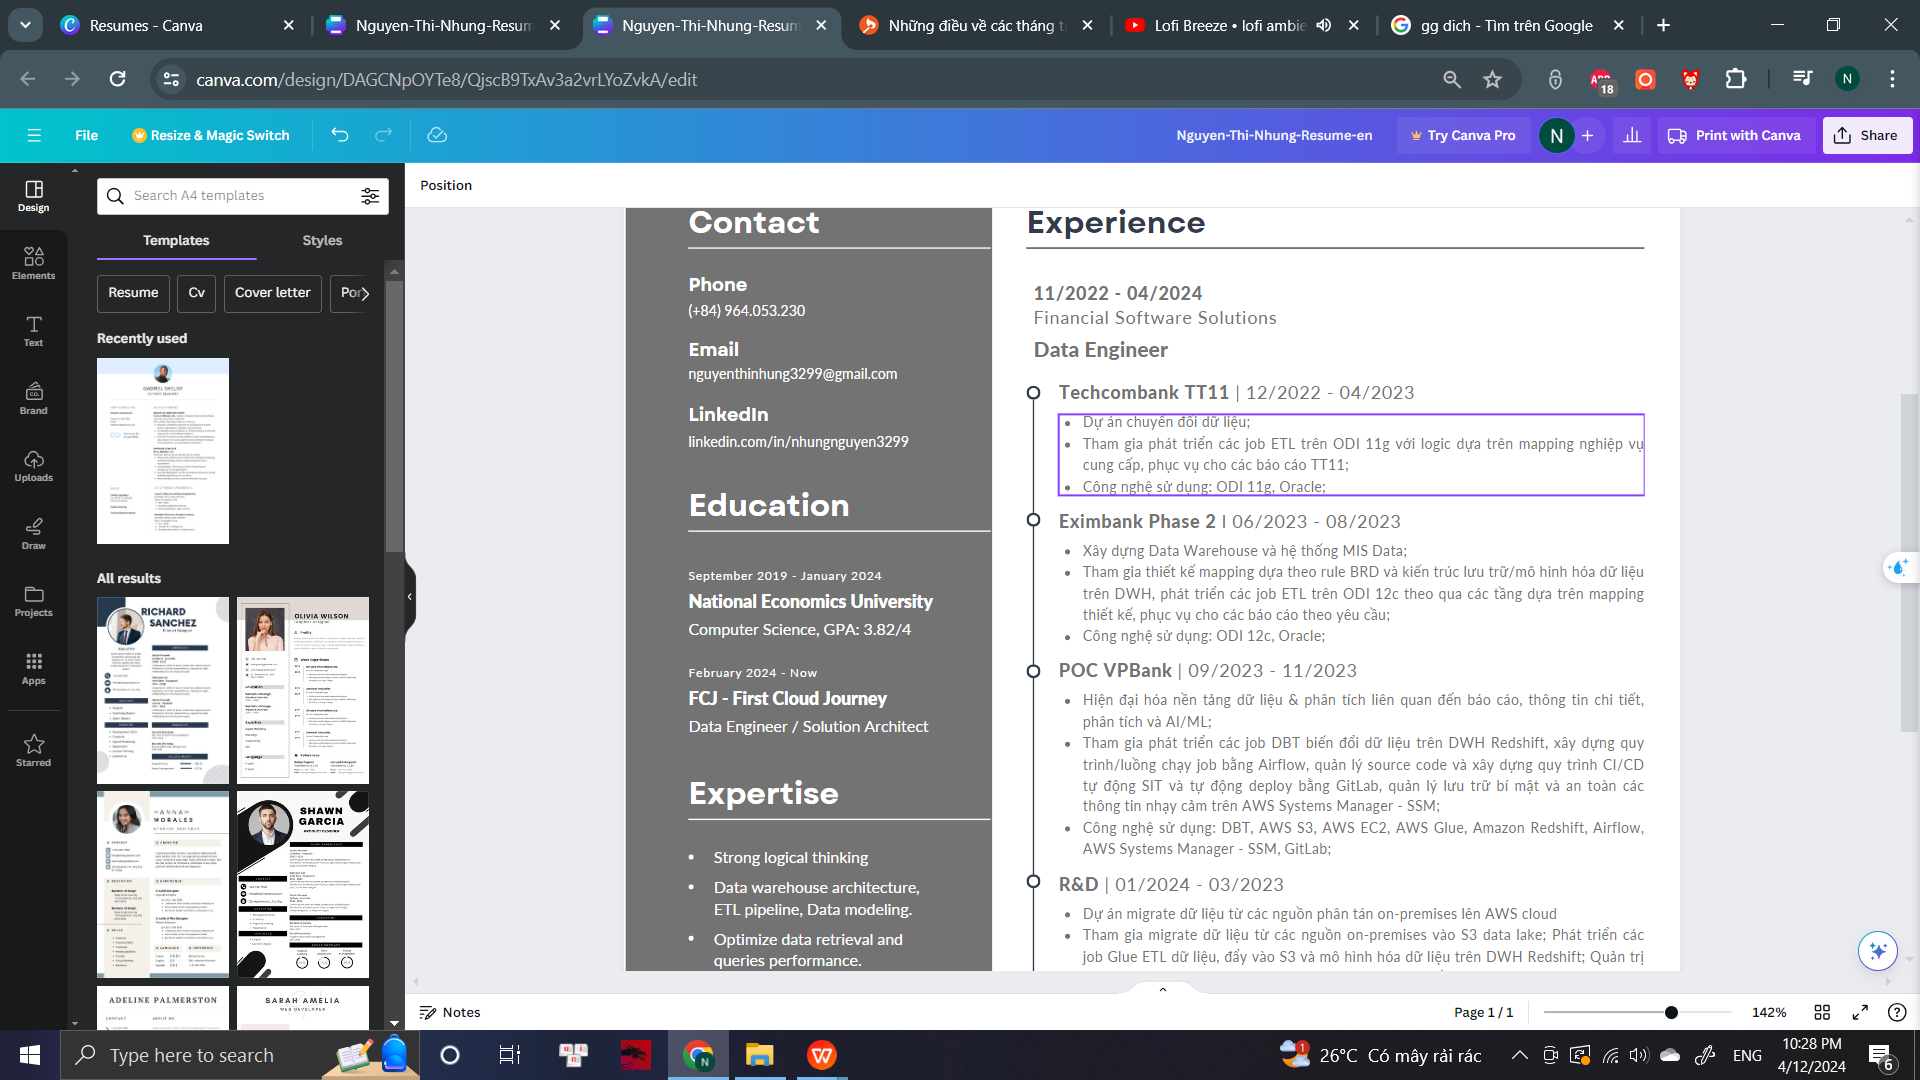 Resumes - Canva
Nguyen-Thi-Nhung-Resum
Nguyen-Thi-Nhung-Resum
Những điều về các tháng t
Lofi Breeze • lofi ambie
gg dich - Tìm trên Google
canva.com/design/DAGCNpOYTe8/QjscB9TxAv3a2vrLYoZvkA/edit
18
N
File
Resize & Magic Switch
Nguyen-Thi-Nhung-Resume-en
Try Canva Pro
N
Print with Canva
Share
Design
Elements
Text
Brand
Uploads
Draw
Projects
Apps
Starred
Search A4 templates
Templates
Styles
Resume
Cv
Cover letter
Por
Recently used
All results
RICHARD
SANCHEZ
OLIVIA WILSON
HANNAH
MORALES
SHAWN
GARCIA
ADELINE PALMERSTON
SARAH AMELIA
WEB DEVELOPER
Position
Contact
Phone
(+84) 964.053.230
Email
nguyenthinhung3299@gmail.com
LinkedIn
linkedin.com/in/nhungnguyen3299
Education
September 2019 - January 2024
National Economics University
Computer Science, GPA: 3.82/4
February 2024 - Now
FCJ - First Cloud Journey
Data Engineer / Solution Architect
Expertise
• Strong logical thinking
• Data warehouse architecture,
ETL pipeline, Data modeling.
• Optimize data retrieval and
queries performance.
Experience
11/2022 - 04/2024
Financial Software Solutions
Data Engineer
Techcombank TT11 | 12/2022 - 04/2023
• Dự án chuyển đổi dữ liệu;
• Tham gia phát triển các job ETL trên ODI 11g với logic dựa trên mapping nghiệp vụ
cung cấp, phục vụ cho các báo cáo TT11;
• Công nghệ sử dụng: ODI 11g, Oracle;
Eximbank Phase 2 I 06/2023 - 08/2023
• Xây dựng Data Warehouse và hệ thống MIS Data;
• Tham gia thiết kế mapping dựa theo rule BRD và kiến trúc lưu trữ/mô hình hóa dữ liệu
trên DWH, phát triển các job ETL trên ODI 12c theo qua các tầng dựa trên mapping
thiết kế, phục vụ cho các báo cáo theo yêu cầu;
• Công nghệ sử dụng: ODI 12c, Oracle;
POC VPBank | 09/2023 - 11/2023
• Hiện đại hóa nền tảng dữ liệu & phân tích liên quan đến báo cáo, thông tin chi tiết,
phân tích và AI/ML;
• Tham gia phát triển các job DBT biến đổi dữ liệu trên DWH Redshift, xây dựng quy
trình/luồng chạy job bằng Airflow, quản lý source code và xây dựng quy trình CI/CD
tự động SIT và tự động deploy bằng GitLab, quản lý lưu trữ bí mật và an toàn các
thông tin nhạy cảm trên AWS Systems Manager - SSM;
• Công nghệ sử dụng: DBT, AWS S3, AWS EC2, AWS Glue, Amazon Redshift, Airflow,
AWS Systems Manager - SSM, GitLab;
R&D | 01/2024 - 03/2023
• Dự án migrate dữ liệu từ các nguồn phân tán on-premises lên AWS cloud
• Tham gia migrate dữ liệu từ các nguồn on-premises vào S3 data lake; Phát triển các
job Glue ETL dữ liệu, đẩy vào S3 và mô hình hóa dữ liệu trên DWH Redshift; Quản trị
Notes
Page 1 / 1
142%
Type here to search
1
26°C Có mây rải rác
ENG
10:28 PM
4/12/2024
6